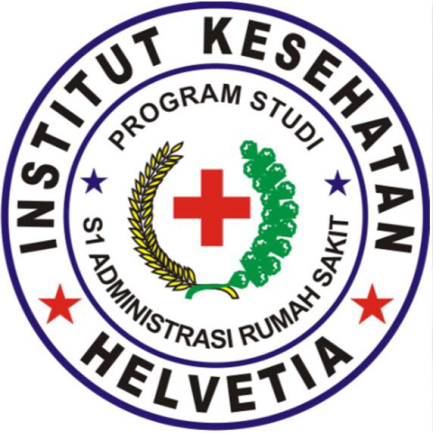 INSTITUT KESEHATAN
HELVETIA
PROGRAM STUDI
S1 ADMINISTRASI RUMAH SAKIT